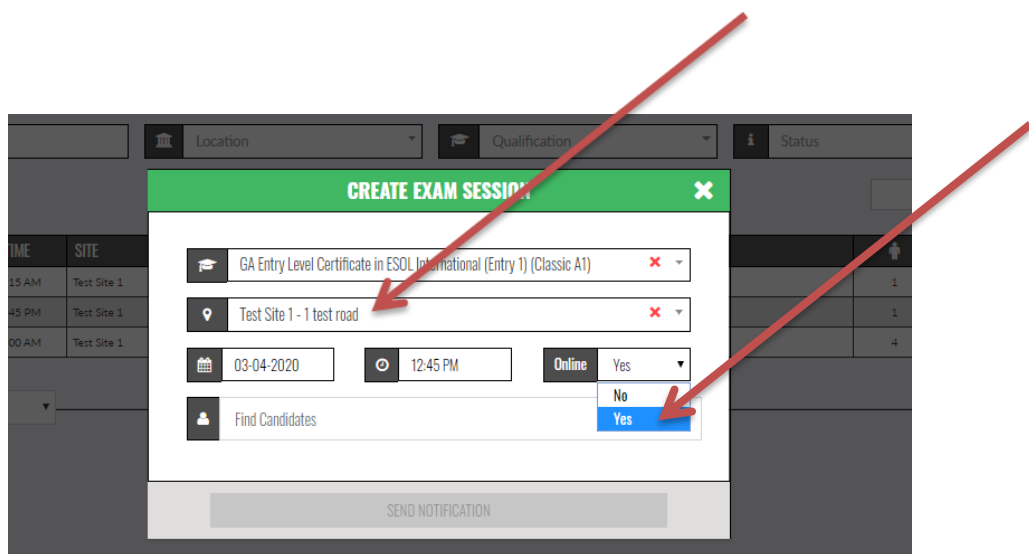 Location Qualification i Status
CREATE EXAM SESSION
TIME SITE
GA Entry Level Certificate in ESOL International (Entry 1) (Classic A1)
15 AM Test Site 1 1
Test Site 1 - 1 test road
45 PM Test Site 1 1
00 AM Test Site 1 4
03-04-2020 12:45 PM Online Yes
No
Yes
Find Candidates
SEND NOTIFICATION